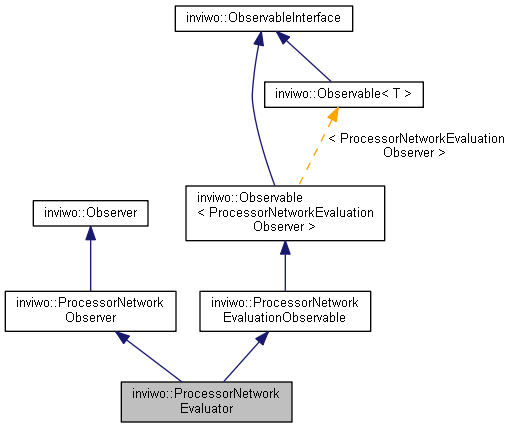 inviwo::ObservableInterface
inviwo::Observable< T >
< ProcessorNetworkEvaluation
Observer >
inviwo::Observable
< ProcessorNetworkEvaluation
Observer >
inviwo::Observer
inviwo::ProcessorNetwork
Observer
inviwo::ProcessorNetwork
EvaluationObservable
inviwo::ProcessorNetwork
Evaluator